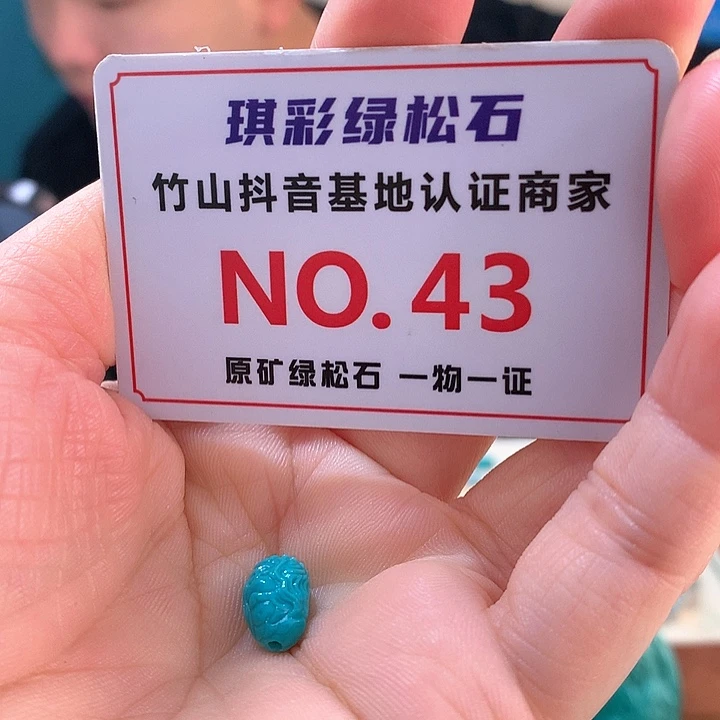 琪彩绿松石
竹山抖音基地认证商家
NO.43
原矿绿松石 一物一证